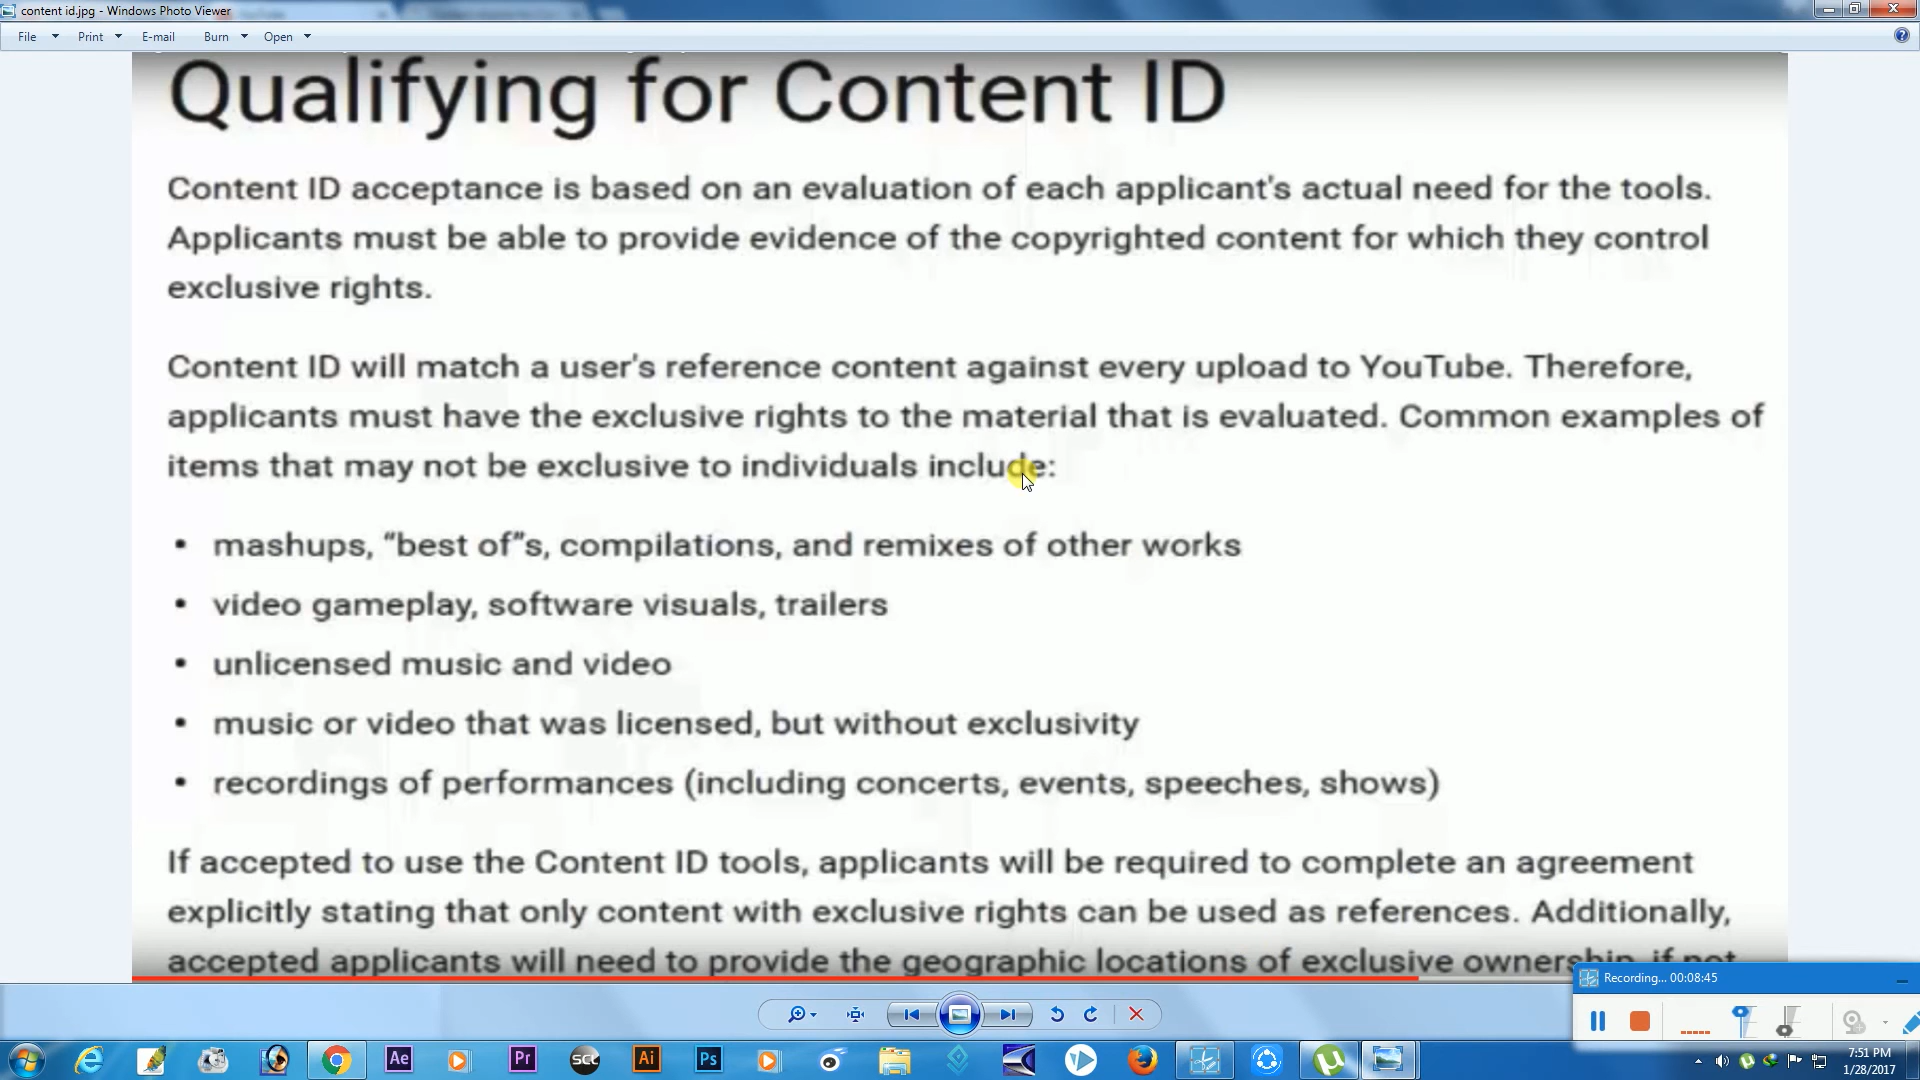 content id.jpg - Windows Photo Viewer
File Print E-mail Burn Open
Qualifying for Content ID
Content ID acceptance is based on an evaluation of each applicant's actual need for the tools.
Applicants must be able to provide evidence of the copyrighted content for which they control
exclusive rights.
Content ID will match a user's reference content against every upload to YouTube. Therefore,
applicants must have the exclusive rights to the material that is evaluated. Common examples of
items that may not be exclusive to individuals include:
• mashups, “best of”s, compilations, and remixes of other works
• video gameplay, software visuals, trailers
• unlicensed music and video
• music or video that was licensed, but without exclusivity
• recordings of performances (including concerts, events, speeches, shows)
If accepted to use the Content ID tools, applicants will be required to complete an agreement
explicitly stating that only content with exclusive rights can be used as references. Additionally,
accepted applicants will need to provide the geographic locations of exclusive ownership, if not
Recording... 00:08:45
Ae Pr SCL Ai Ps
7:51 PM
1/28/2017